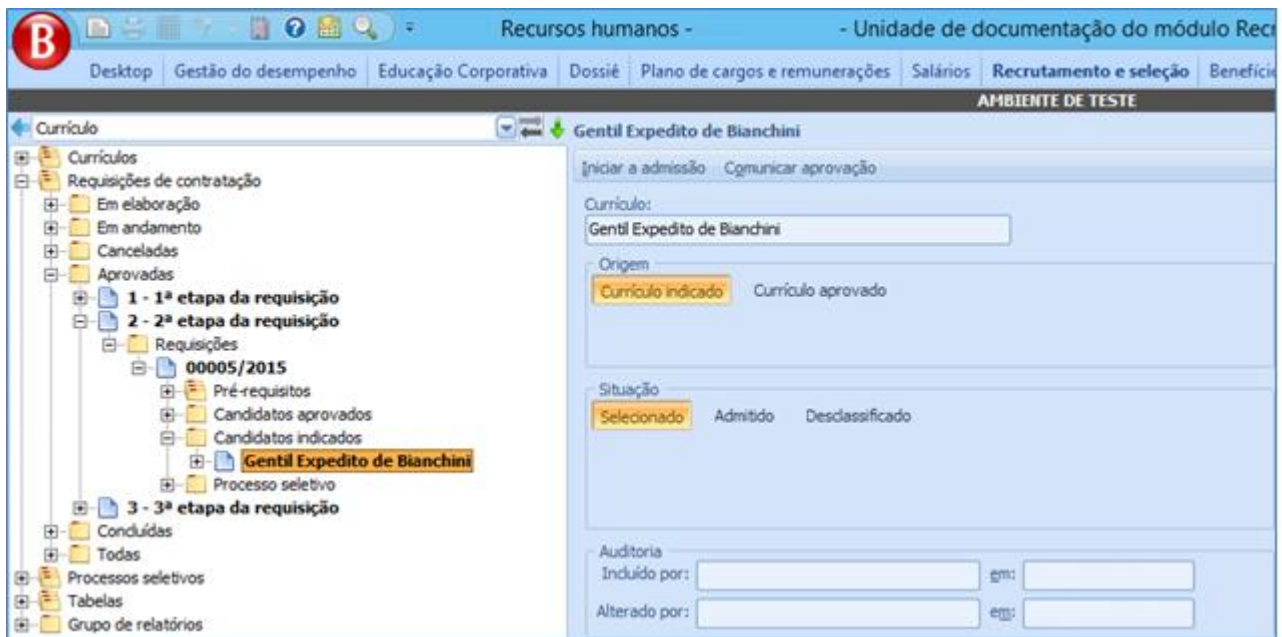 B
Recursos humanos - - Unidade de documentação do módulo Recr
Desktop Gestão do desempenho Educação Corporativa Dossiê Plano de cargos e remunerações Salários Recrutamento e seleção Benefício
AMBIENTE DE TESTE
Currículo
Currículos
Requisições de contratação
Em elaboração
Em andamento
Canceladas
Aprovadas
1 - 1ª etapa da requisição
2 - 2ª etapa da requisição
Requisições
00005/2015
Pré-requisitos
Candidatos aprovados
Candidatos indicados
Gentil Expedito de Bianchini
Processo seletivo
3 - 3ª etapa da requisição
Concluídas
Todas
Processos seletivos
Tabelas
Grupo de relatórios
Gentil Expedito de Bianchini
Iniciar a admissão Comunicar aprovação
Currículo:
Gentil Expedito de Bianchini
Origem
Currículo indicado Currículo aprovado
Situação
Selecionado Admitido Desclassificado
Auditoria
Incluído por: em:
Alterado por: em: